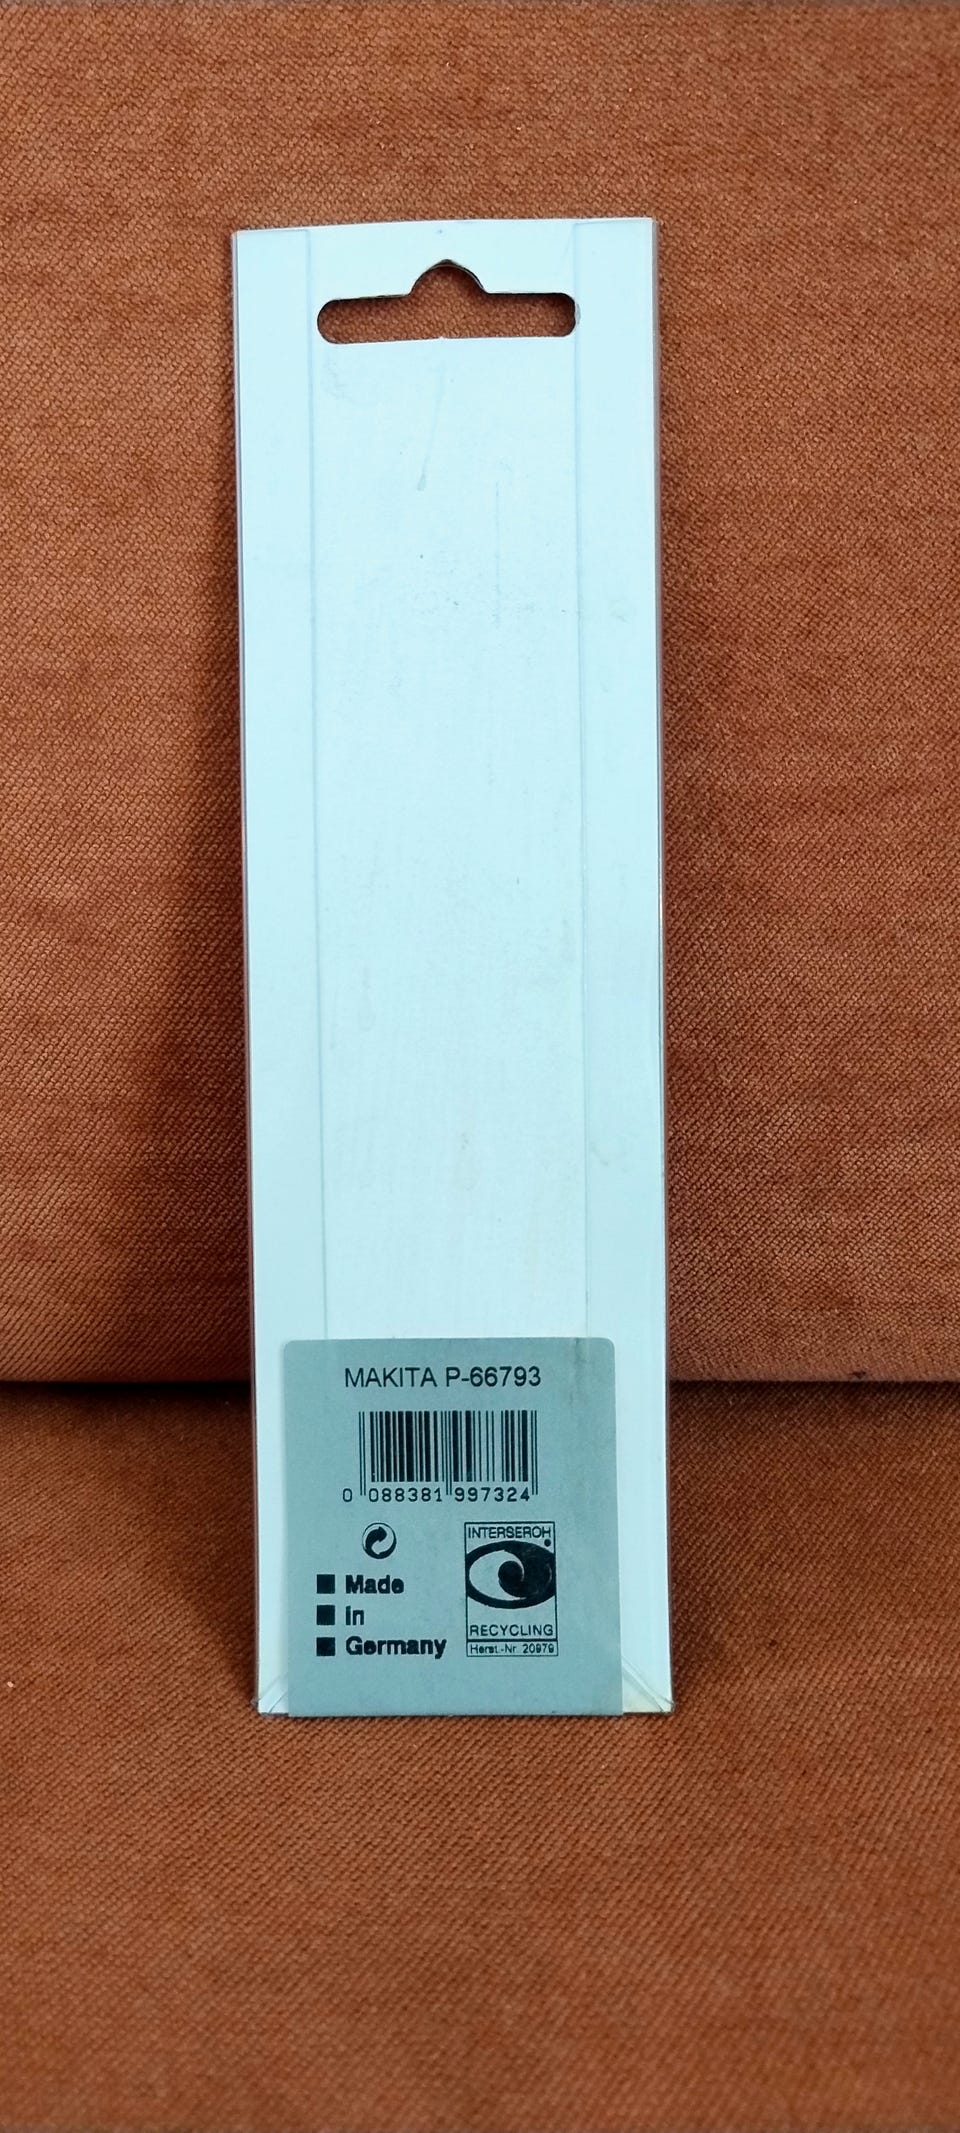 MAKITA P-66793
0 088381 997324
INTERSEROH
RECYCLING
Herst.-Nr. 20979
Made
in
Germany